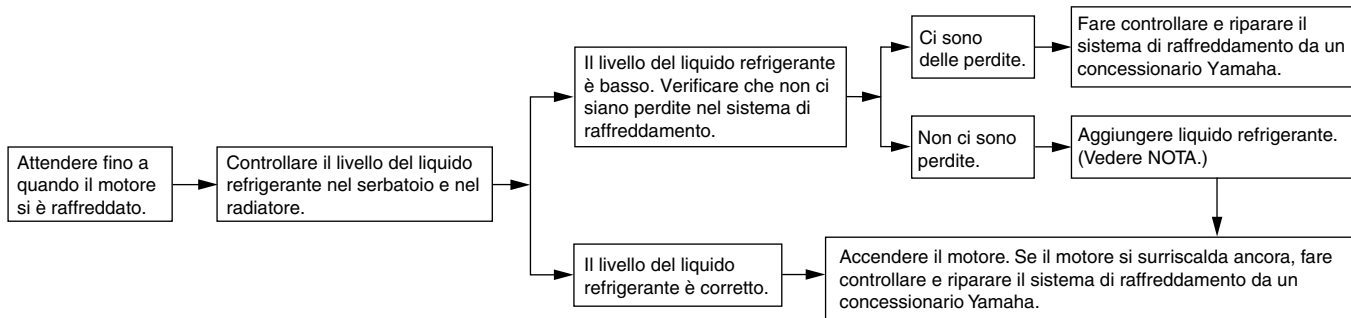 Attendere fino a
quando il motore
si è raffreddato.
Controllare il livello del liquido
refrigerante nel serbatoio e nel
radiatore.
Il livello del liquido refrigerante
è basso. Verificare che non ci
siano perdite nel sistema di
raffreddamento.
Ci sono
delle perdite.
Fare controllare e riparare il
sistema di raffreddamento da un
concessionario Yamaha.
Non ci sono
perdite.
Aggiungere liquido refrigerante.
(Vedere NOTA.)
Il livello del liquido
refrigerante è corretto.
Accendere il motore. Se il motore si surriscalda ancora, fare
controllare e riparare il sistema di raffreddamento da un
concessionario Yamaha.